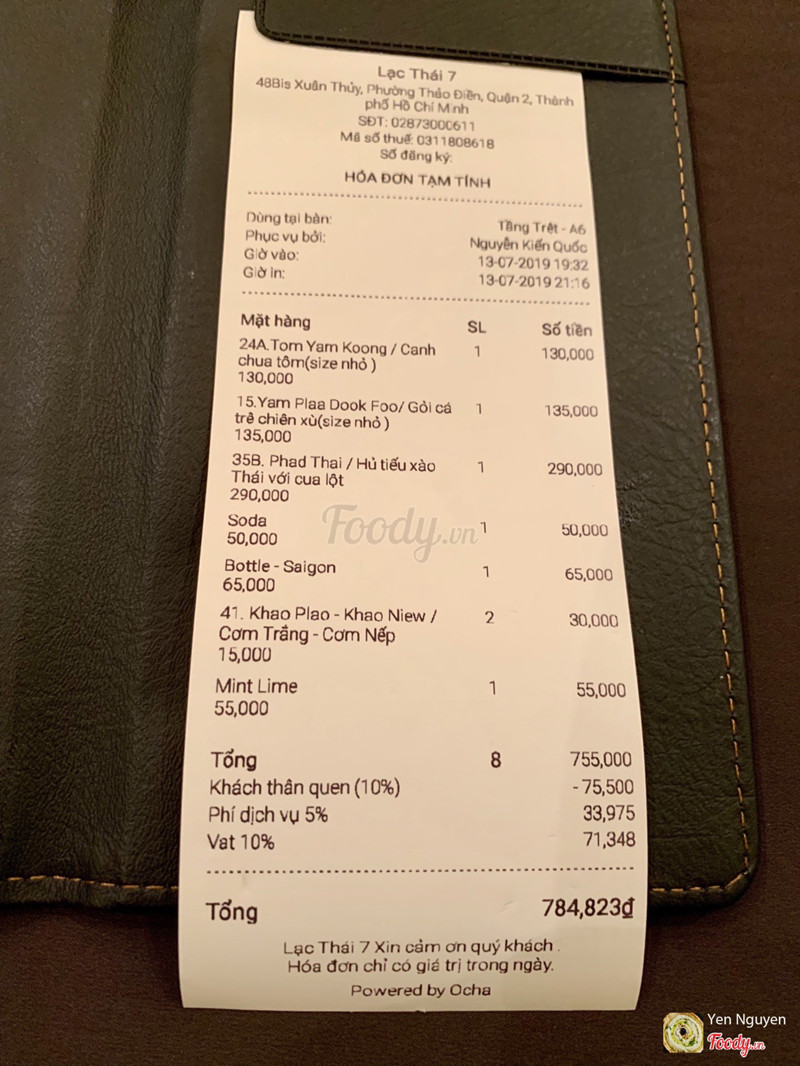 Lạc Thái 7
48Bis Xuân Thủy, Phường Thảo Điền, Quận 2, Thành
phố Hồ Chí Minh
SĐT: 02873000611
Mã số thuế: 0311808618
Số đăng ký:
HÓA ĐƠN TẠM TÍNH
Dùng tại bàn: Tầng Trệt - A6
Phục vụ bởi: Nguyễn Kiến Quốc
Giờ vào: 13-07-2019 19:32
Giờ in: 13-07-2019 21:16
Mặt hàng SL Số tiền
24A.Tom Yam Koong / Canh 1 130,000
chua tôm(size nhỏ )
130,000
15.Yam Plaa Dook Foo/ Gỏi cá 1 135,000
trê chiên xù(size nhỏ )
135,000
35B. Phad Thai / Hủ tiếu xào 1 290,000
Thái với cua lột
290,000
Soda 1 50,000
50,000
Bottle - Saigon 1 65,000
65,000
41. Khao Plao - Khao Niew / 2 30,000
Cơm Trắng - Cơm Nếp
15,000
Mint Lime 1 55,000
55,000
Tổng 8 755,000
Khách thân quen (10%) - 75,500
Phí dịch vụ 5% 33,975
Vat 10% 71,348
Tổng 784,823₫
Lạc Thái 7 Xin cảm ơn quý khách .
Hóa đơn chỉ có giá trị trong ngày.
Powered by Ocha
Foody.vn
Yen Nguyen
Foody.vn